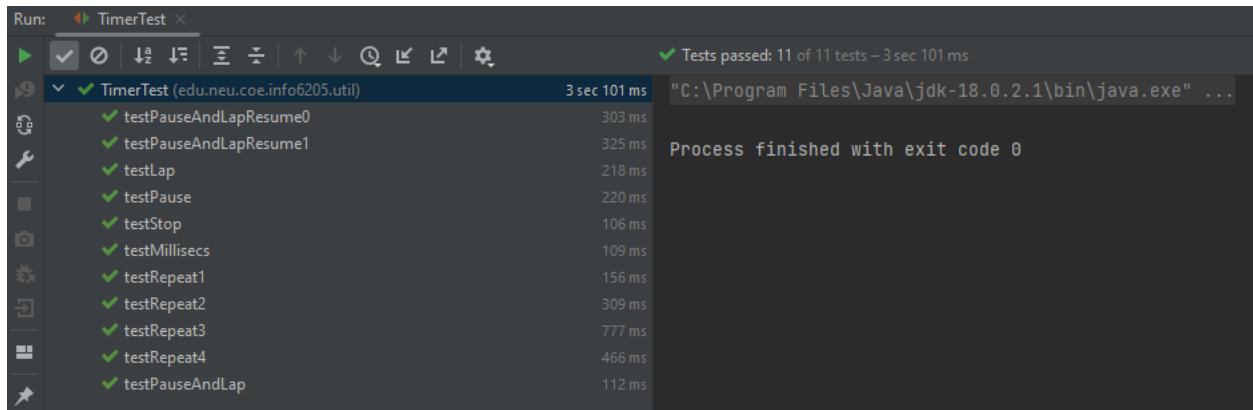 Run: TimerTest ×
Tests passed: 11 of 11 tests – 3 sec 101 ms
TimerTest (edu.neu.coe.info6205.util) 3 sec 101 ms
testPauseAndLapResume0 303 ms
testPauseAndLapResume1 325 ms
testLap 218 ms
testPause 220 ms
testStop 106 ms
testMillisecs 109 ms
testRepeat1 156 ms
testRepeat2 309 ms
testRepeat3 777 ms
testRepeat4 466 ms
testPauseAndLap 112 ms
"C:\Program Files\Java\jdk-18.0.2.1\bin\java.exe" ...
Process finished with exit code 0